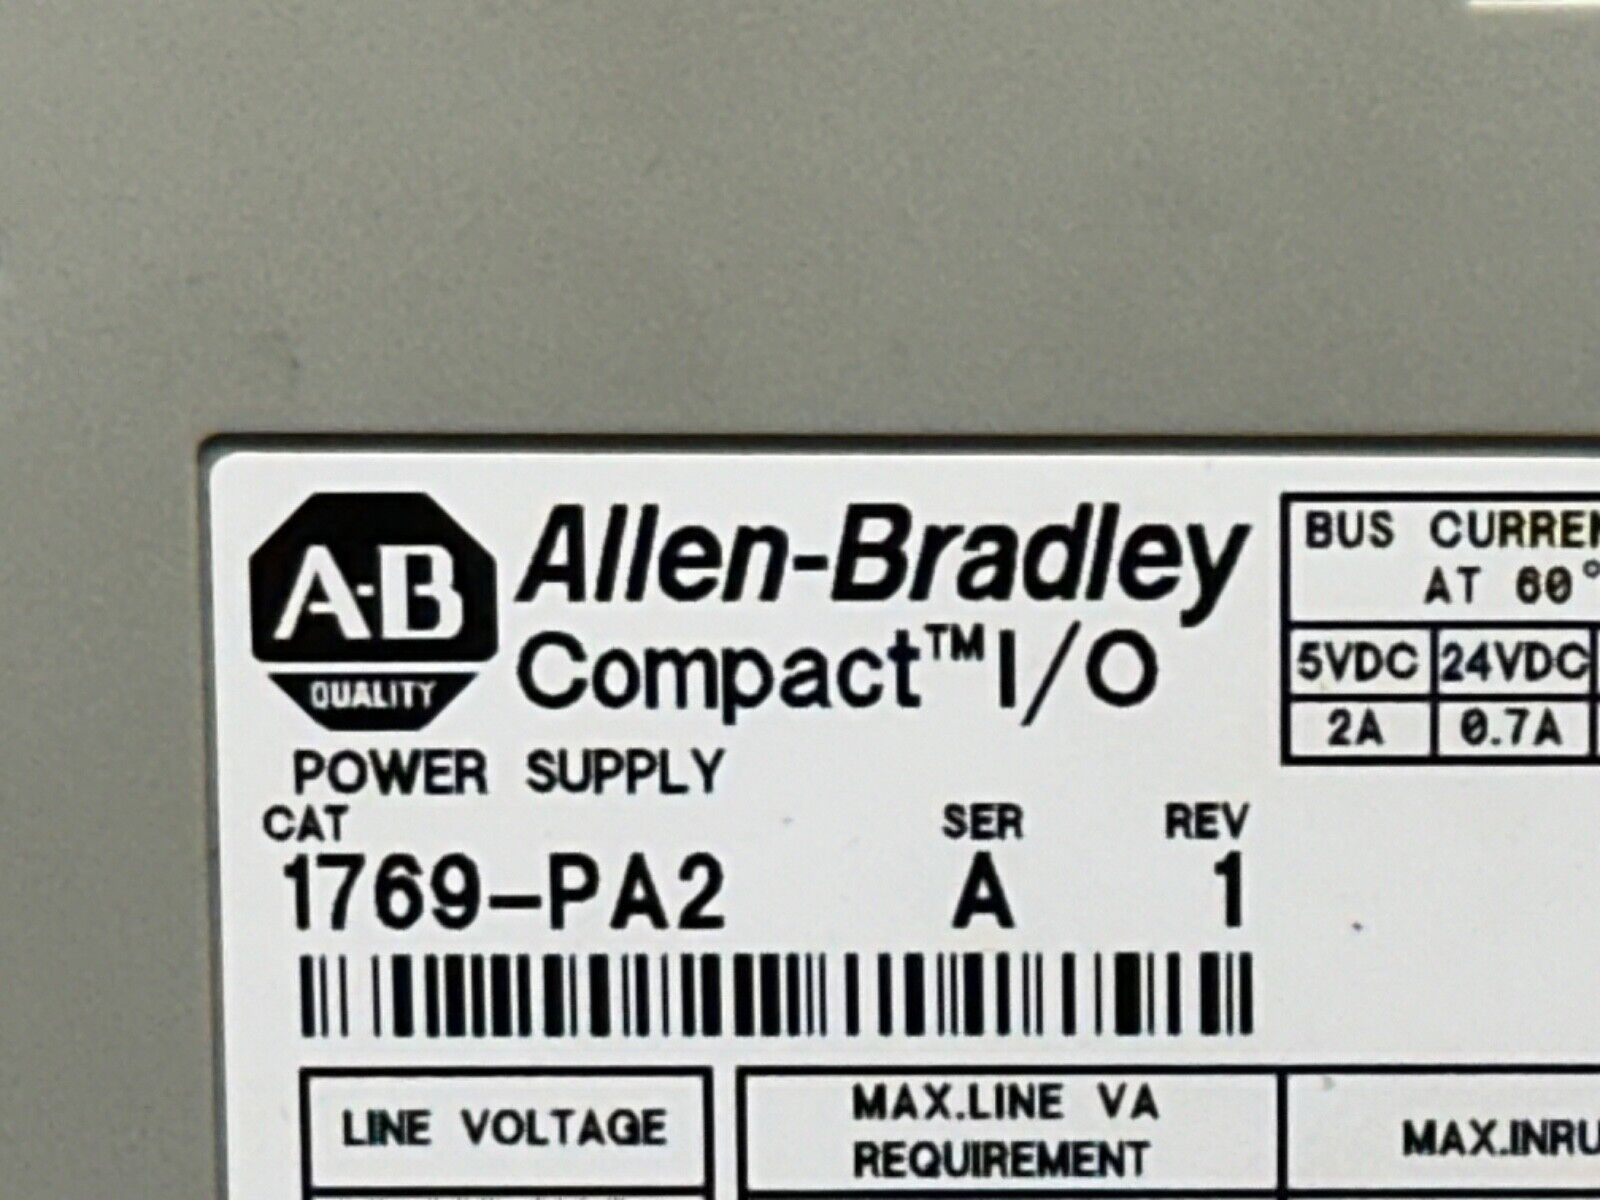 A-B
QUALITY
Allen-Bradley
Compact™ I/O
POWER SUPPLY
CAT SER REV
1769-PA2 A 1
BUS
AT 60°
5VDC 24VDC
2A 0.7A
LINE VOLTAGE
MAX.LINE VA
REQUIREMENT